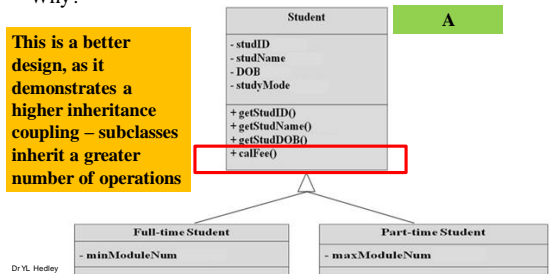 Why?
This is a better
design, as it
demonstrates a
higher inheritance
coupling – subclasses
inherit a greater
number of operations
A
Student
- studID
- studName
- DOB
- studyMode
+ getStudID()
+ getStudName()
+ getStudDOB()
+ calFee()
Full-time Student
- minModuleNum
Part-time Student
- maxModuleNum
Dr YL Hedley